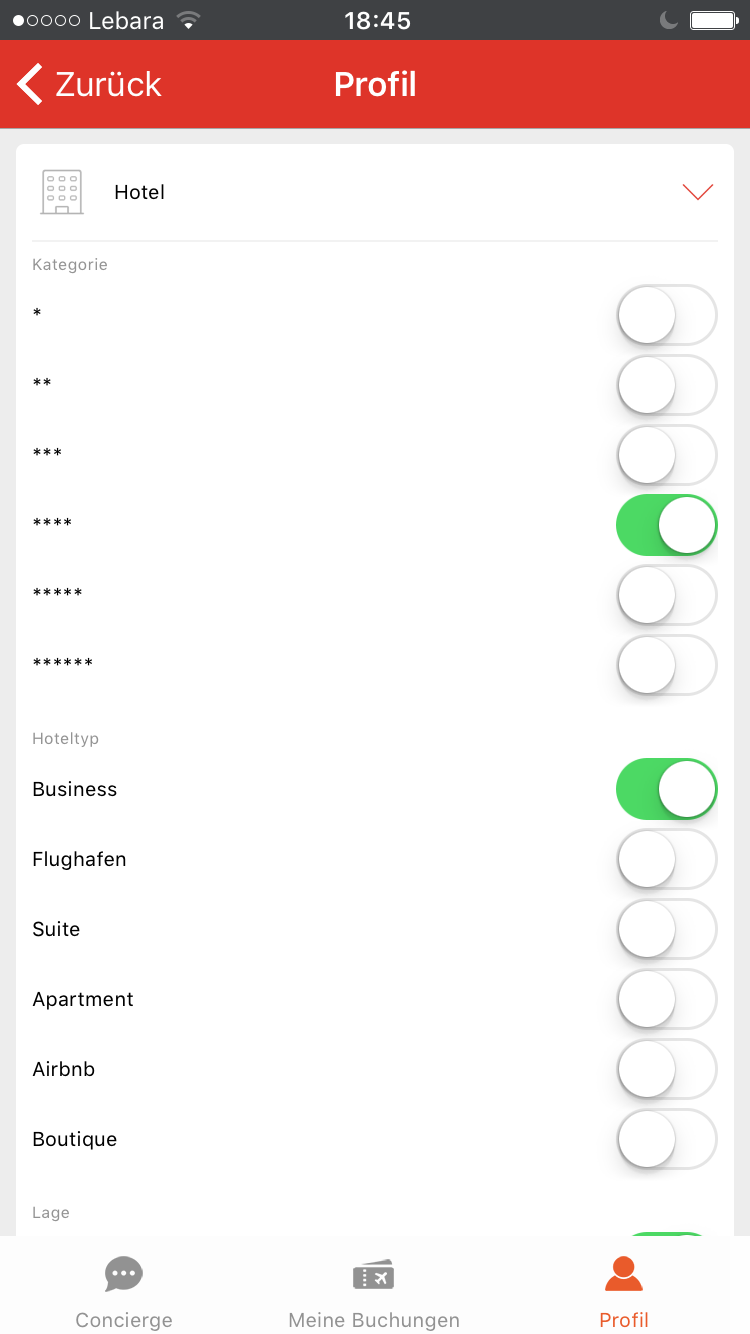 Lebara 18:45
Zurück Profil
Hotel
Kategorie
*
**
***
****
*****
******
Hoteltyp
Business
Flughafen
Suite
Apartment
Airbnb
Boutique
Lage
Concierge Meine Buchungen Profil